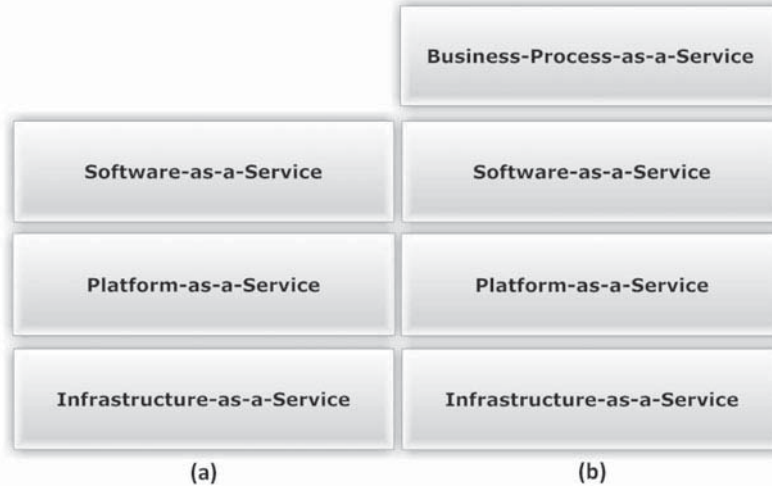 Business-Process-as-a-Service
Software-as-a-Service
Software-as-a-Service
Platform-as-a-Service
Platform-as-a-Service
Infrastructure-as-a-Service
Infrastructure-as-a-Service
(a)
(b)